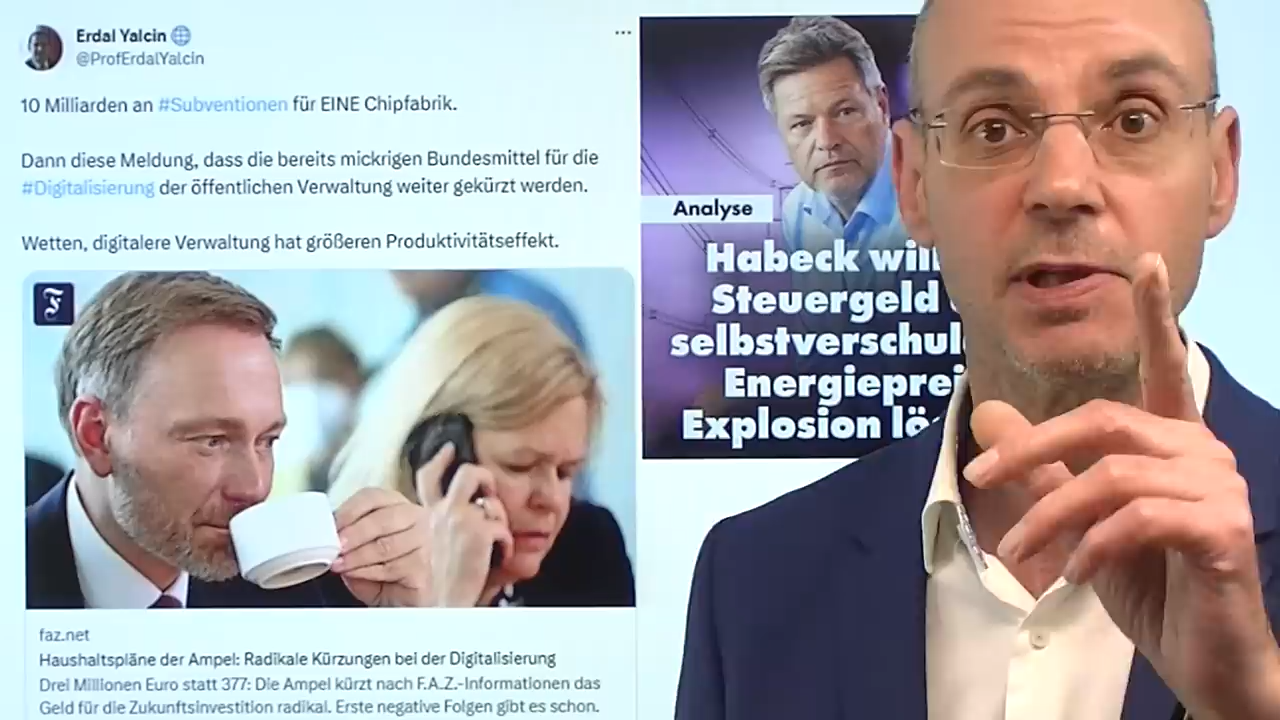 Erdal Yalcin
@ProfErdalYalcin
10 Milliarden an #Subventionen für EINE Chipfabrik.
Dann diese Meldung, dass die bereits mickrigen Bundesmittel für die
#Digitalisierung der öffentlichen Verwaltung weiter gekürzt werden.
Wetten, digitalere Verwaltung hat größeren Produktivitätseffekt.
F
faz.net
Haushaltspläne der Ampel: Radikale Kürzungen bei der Digitalisierung
Drei Millionen Euro statt 377: Die Ampel kürzt nach F.A.Z.-Informationen das
Geld für die Zukunftsinvestition radikal. Erste negative Folgen gibt es schon.
Analyse
Habeck will
Steuergeld
selbstverschul
Energieprei
Explosion lö